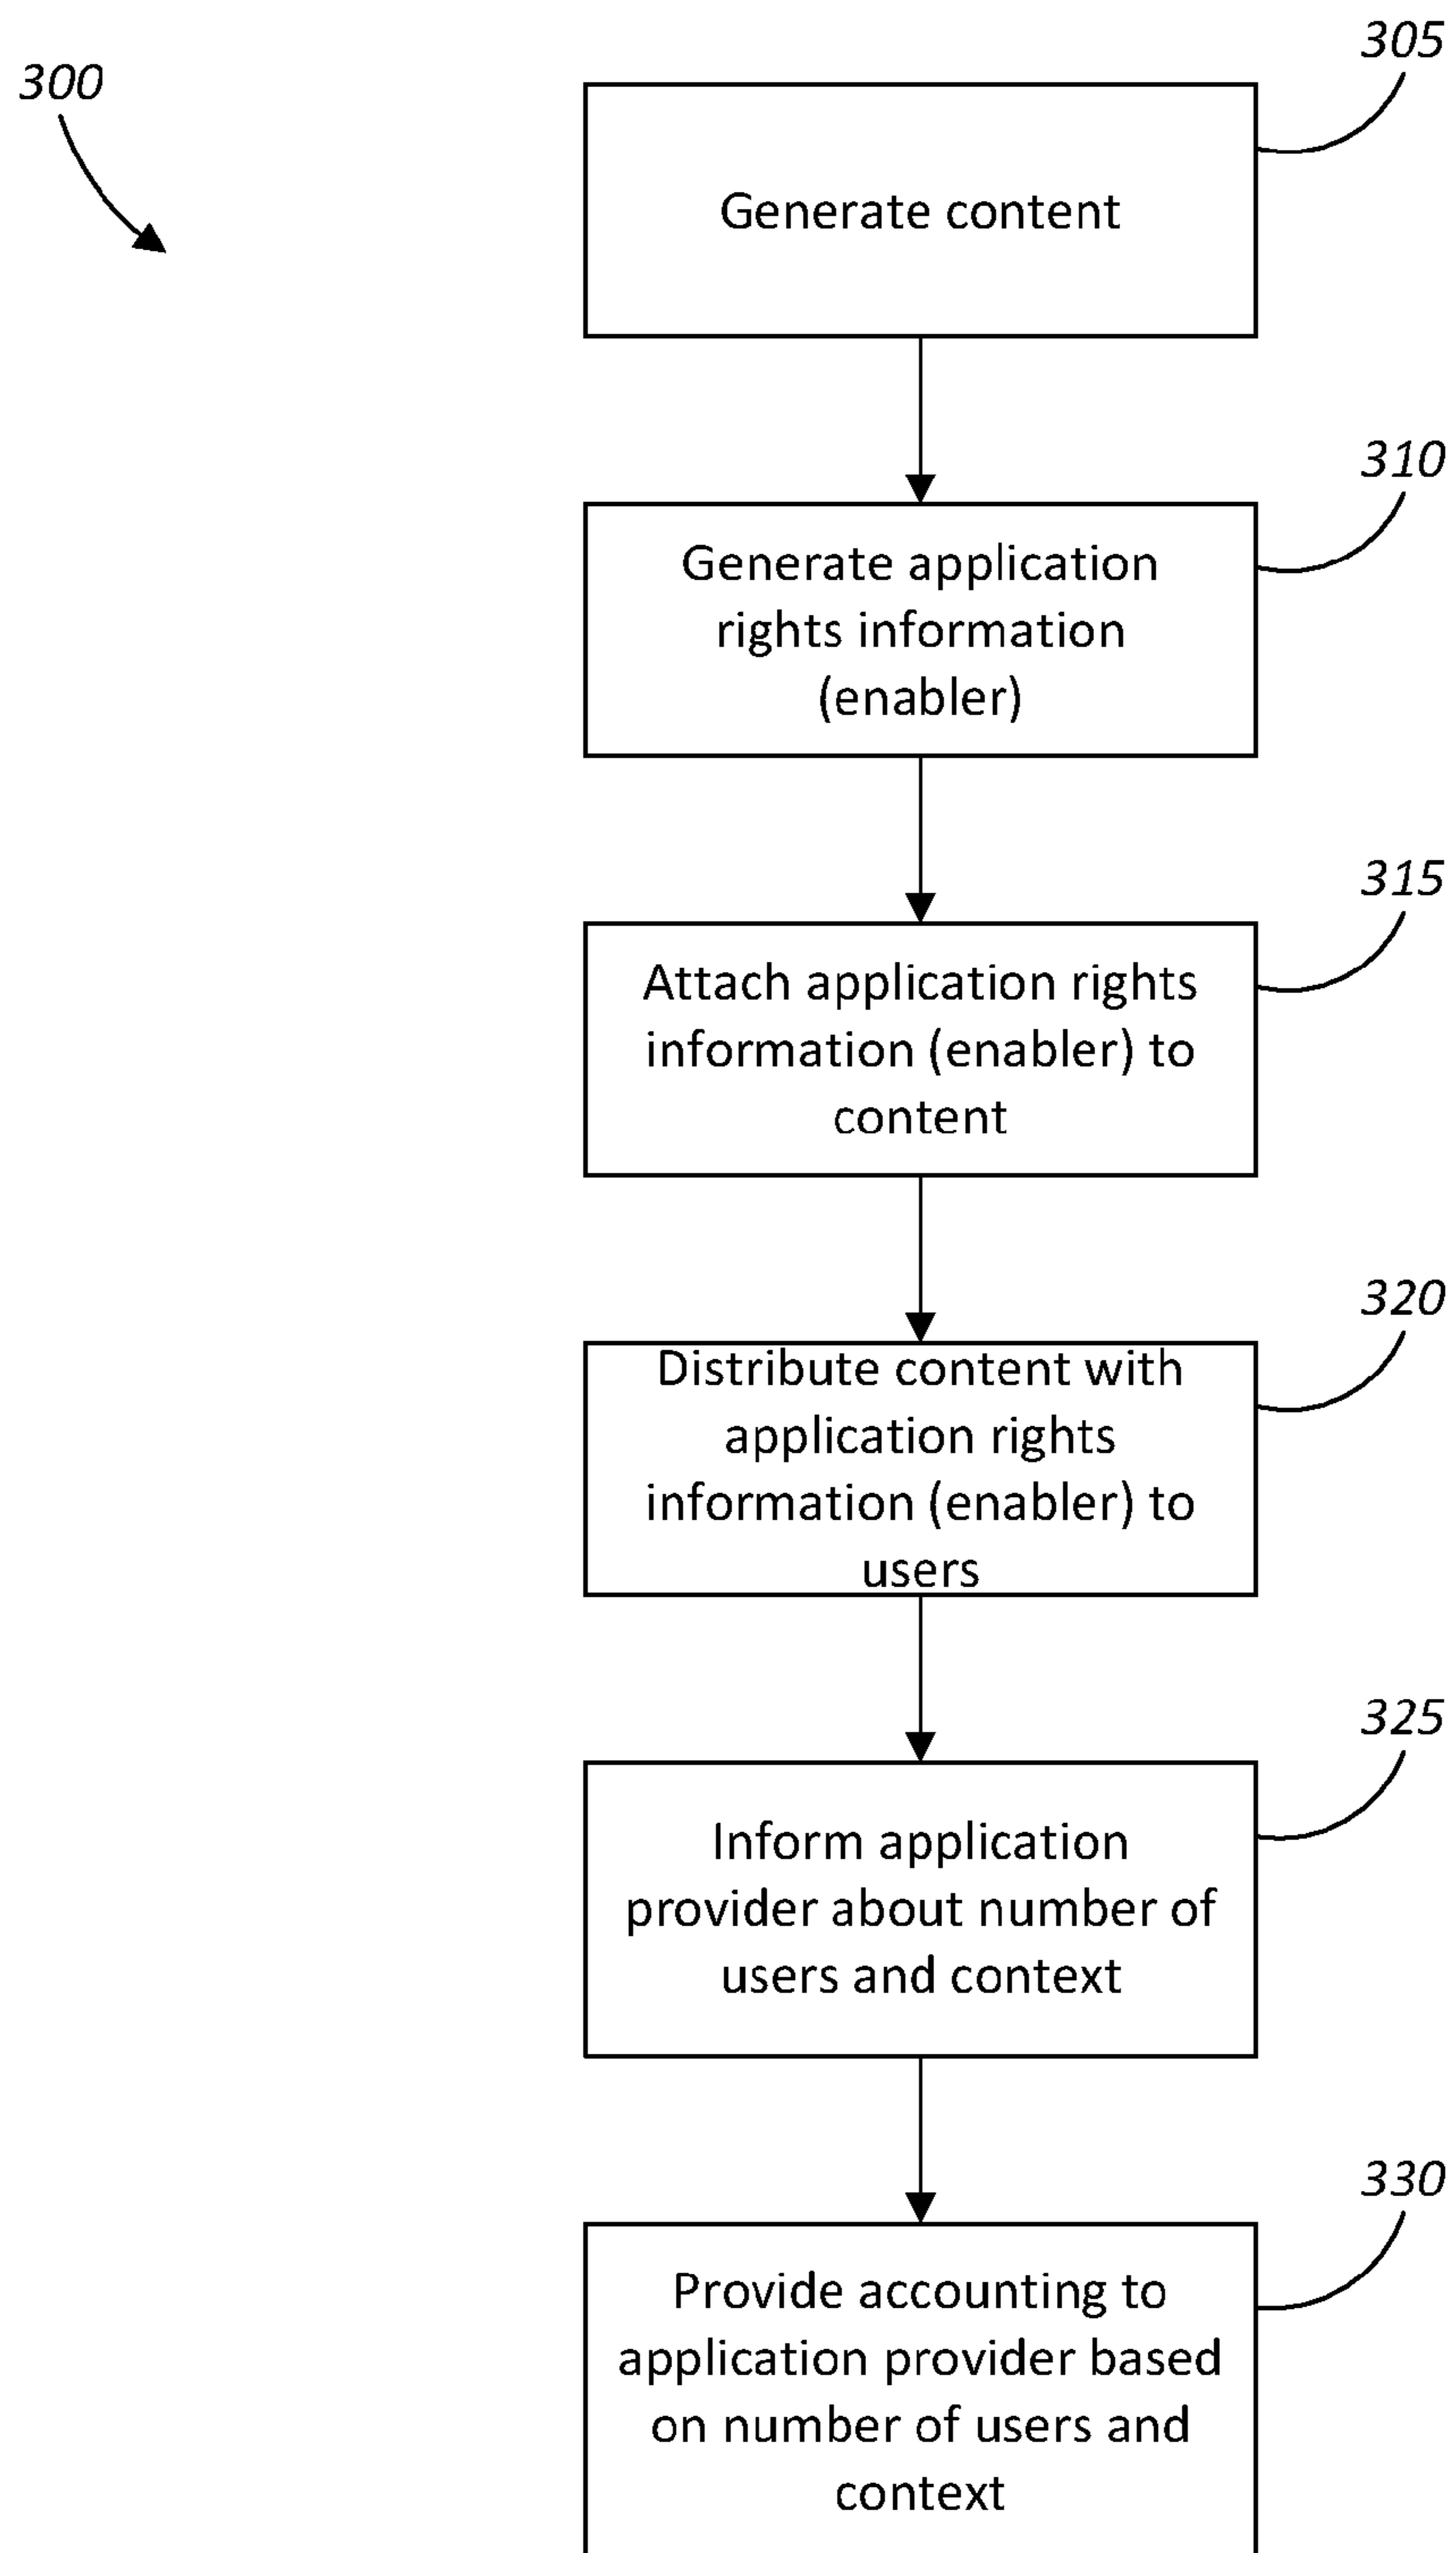 300
305
Generate content
310
Generate application
rights information
(enabler)
315
Attach application rights
information (enabler) to
content
320
Distribute content with
application rights
information (enabler) to
users
325
Inform application
provider about number of
users and context
330
Provide accounting to
application provider based
on number of users and
context